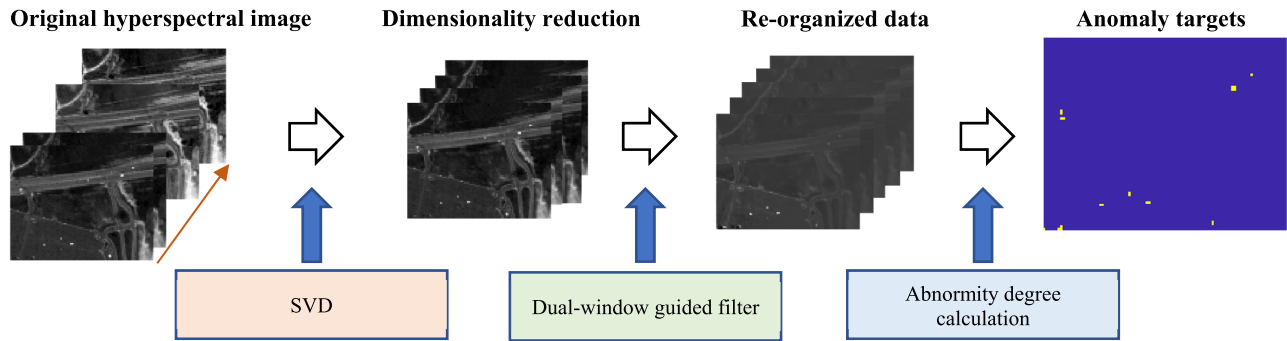 Original hyperspectral image
Dimensionality reduction
Re-organized data
Anomaly targets
SVD
Dual-window guided filter
Abnormity degree
calculation